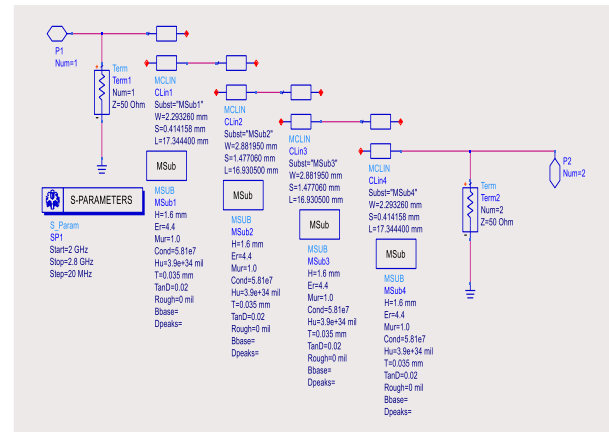 P1
Num=1
Term
Term1
Num=1
Z=50 Ohm
MCLIN
CLin1
Subst="MSub1"
W=2.293260 mm
S=0.414158 mm
L=17.344400 mm
MCLIN
CLin2
Subst="MSub2"
W=2.881950 mm
S=1.477060 mm
L=16.930500 mm
MCLIN
CLin3
Subst="MSub3"
W=2.881950 mm
S=1.477060 mm
L=16.930500 mm
MCLIN
CLin4
Subst="MSub4"
W=2.293260 mm
S=0.414158 mm
L=17.344400 mm
P2
Num=2
Term
Term2
Num=2
Z=50 Ohm
S-PARAMETERS
S_Param
SP1
Start=2 GHz
Stop=2.8 GHz
Step=20 MHz
MSub
MSUB
MSub1
H=1.6 mm
Er=4.4
Mur=1.0
Cond=5.81e7
Hu=3.9e+34 mil
T=0.035 mm
TanD=0.02
Rough=0 mil
Bbase=
Dpeaks=
MSub
MSUB
MSub2
H=1.6 mm
Er=4.4
Mur=1.0
Cond=5.81e7
Hu=3.9e+34 mil
T=0.035 mm
TanD=0.02
Rough=0 mil
Bbase=
Dpeaks=
MSub
MSUB
MSub3
H=1.6 mm
Er=4.4
Mur=1.0
Cond=5.81e7
Hu=3.9e+34 mil
T=0.035 mm
TanD=0.02
Rough=0 mil
Bbase=
Dpeaks=
MSub
MSUB
MSub4
H=1.6 mm
Er=4.4
Mur=1.0
Cond=5.81e7
Hu=3.9e+34 mil
T=0.035 mm
TanD=0.02
Rough=0 mil
Bbase=
Dpeaks=